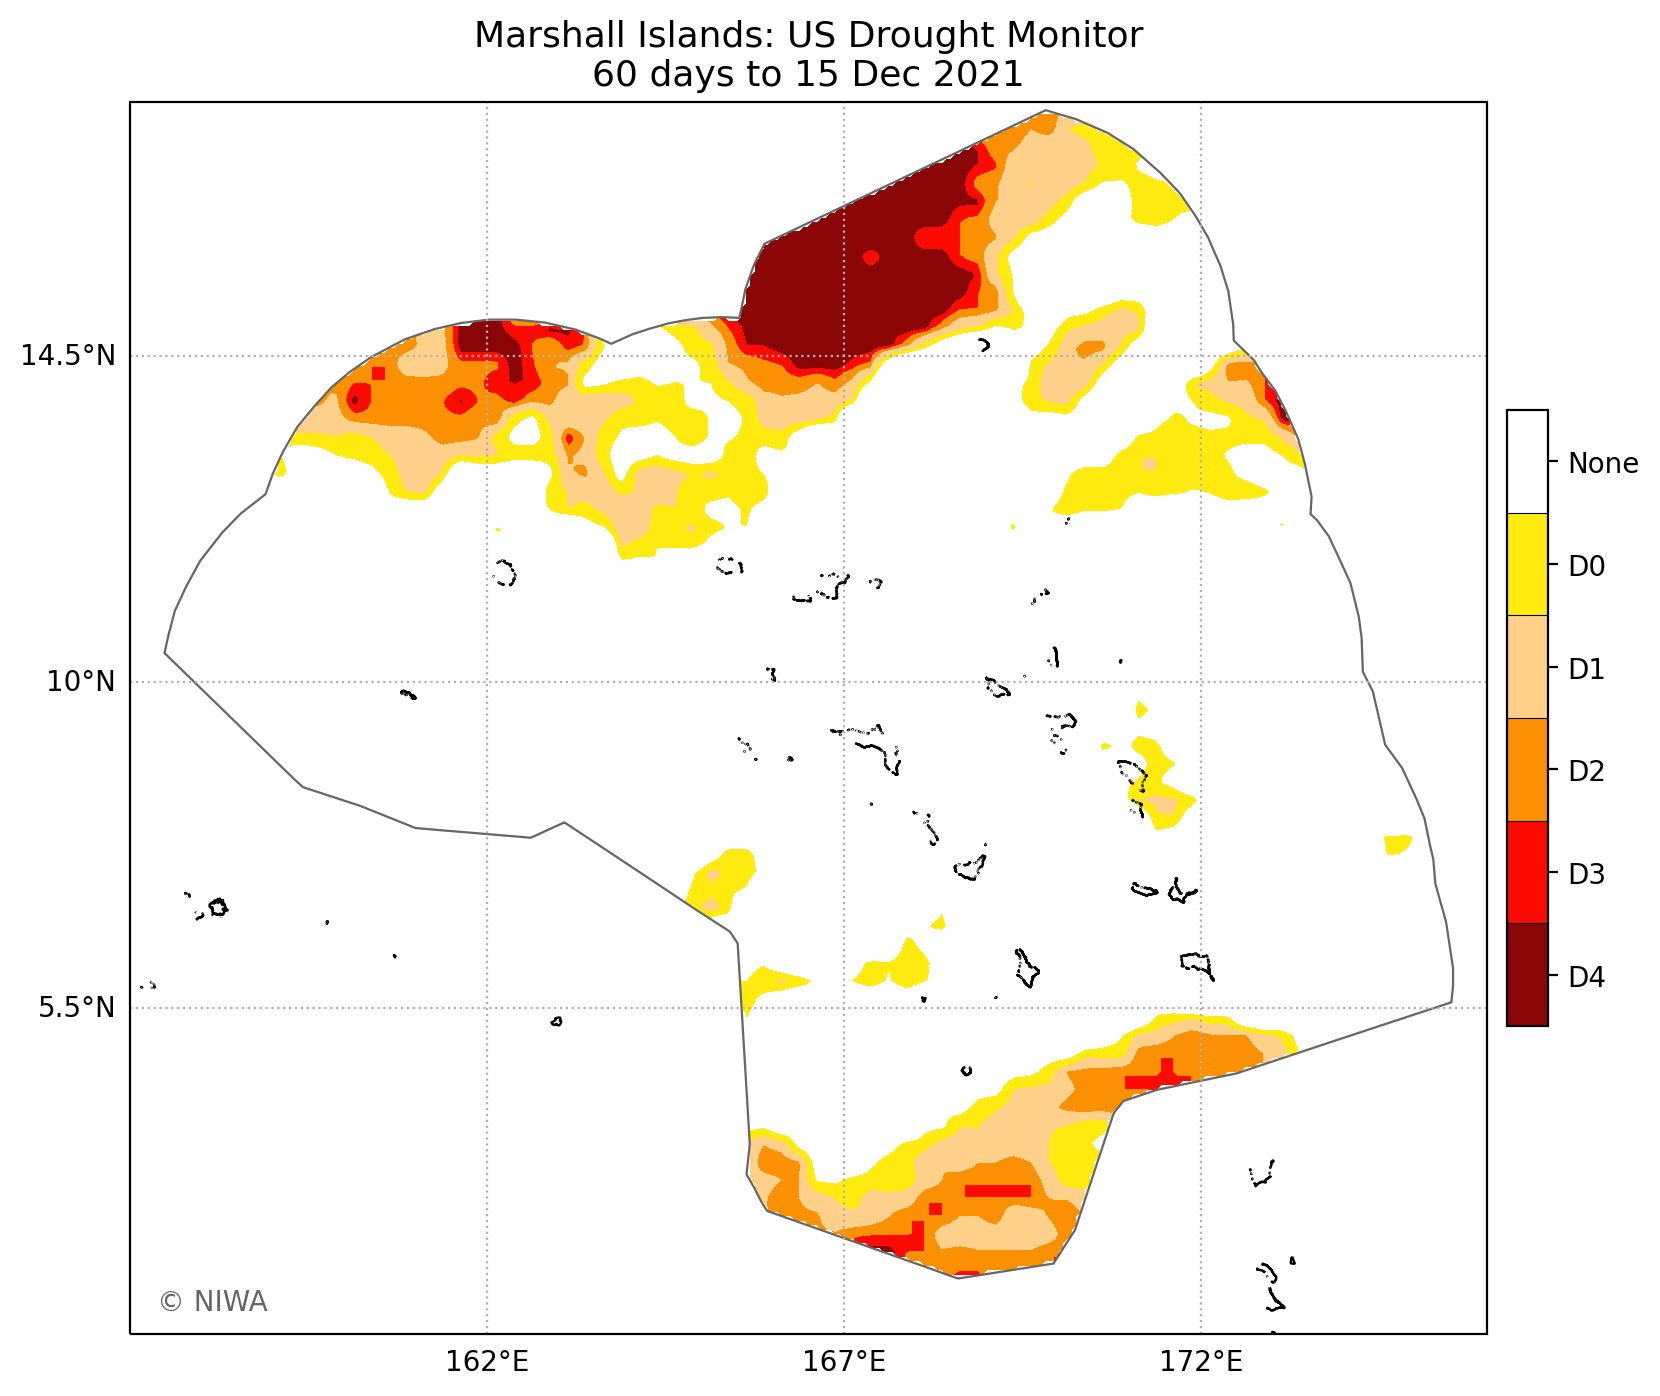 Marshall Islands: US Drought Monitor
60 days to 15 Dec 2021
14.5°N
10°N
5.5°N
162°E
167°E
172°E
None
D0
D1
D2
D3
D4
© NIWA